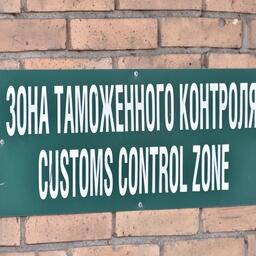 ЗОНА ТАМОЖЕННОГО КОНТРОЛЯ
CUSTOMS CONTROL ZONE